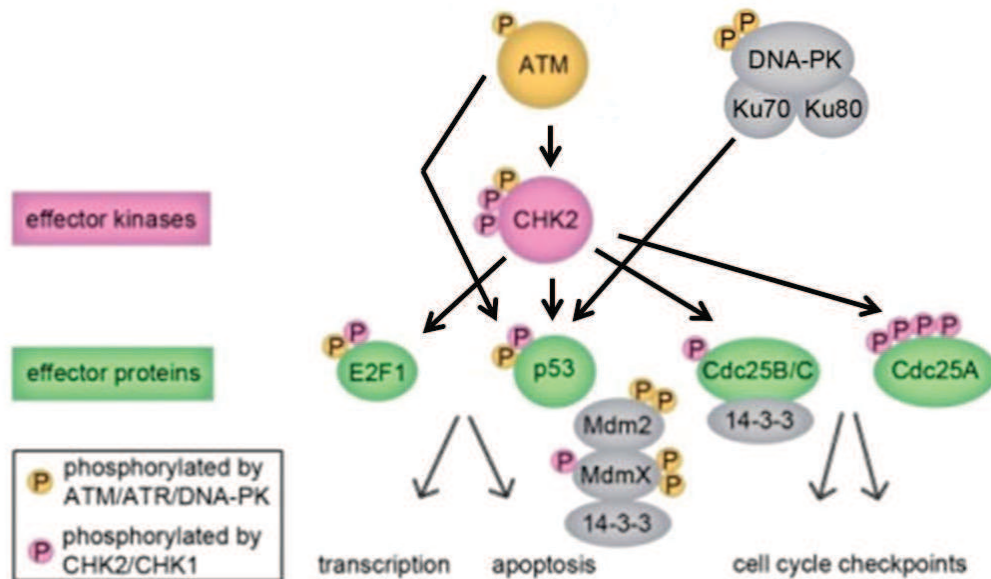 P
ATM
P P
DNA-PK
Ku70 Ku80
effector kinases
P
P
P
CHK2
effector proteins
P P
E2F1
P
P
p53
P
Cdc25B/C
14-3-3
P P P P
Cdc25A
P P
Mdm2
P
MdmX
P
P
14-3-3
P phosphorylated by
ATM/ATR/DNA-PK
P phosphorylated by
CHK2/CHK1
transcription apoptosis cell cycle checkpoints